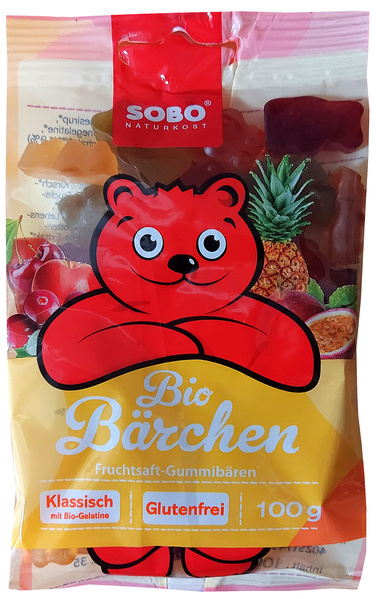 SOBO®
NATURKOST
Bio
Bärchen
Fruchtsaft-Gummibären
Klassisch
mit Bio-Gelatine
Glutenfrei
100 g